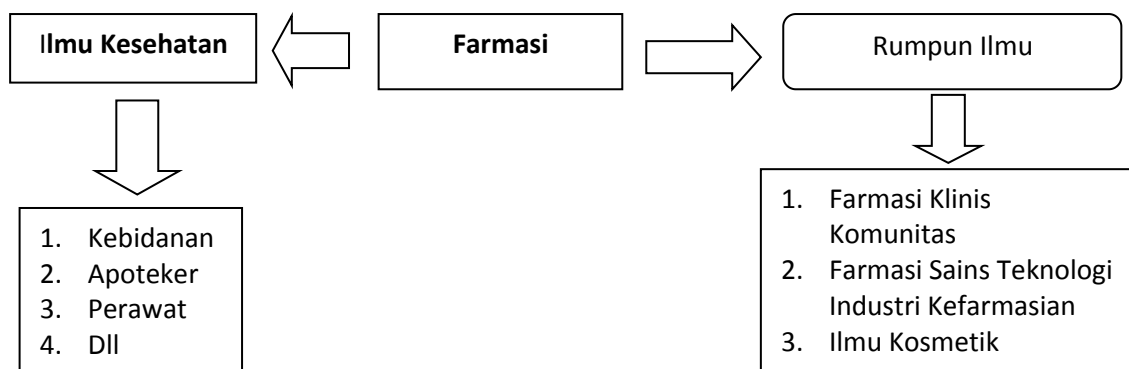 Ilmu Kesehatan
Farmasi
Rumpun Ilmu
1. Kebidanan
2. Apoteker
3. Perawat
4. Dll
1. Farmasi Klinis
Komunitas
2. Farmasi Sains Teknologi
Industri Kefarmasian
3. Ilmu Kosmetik